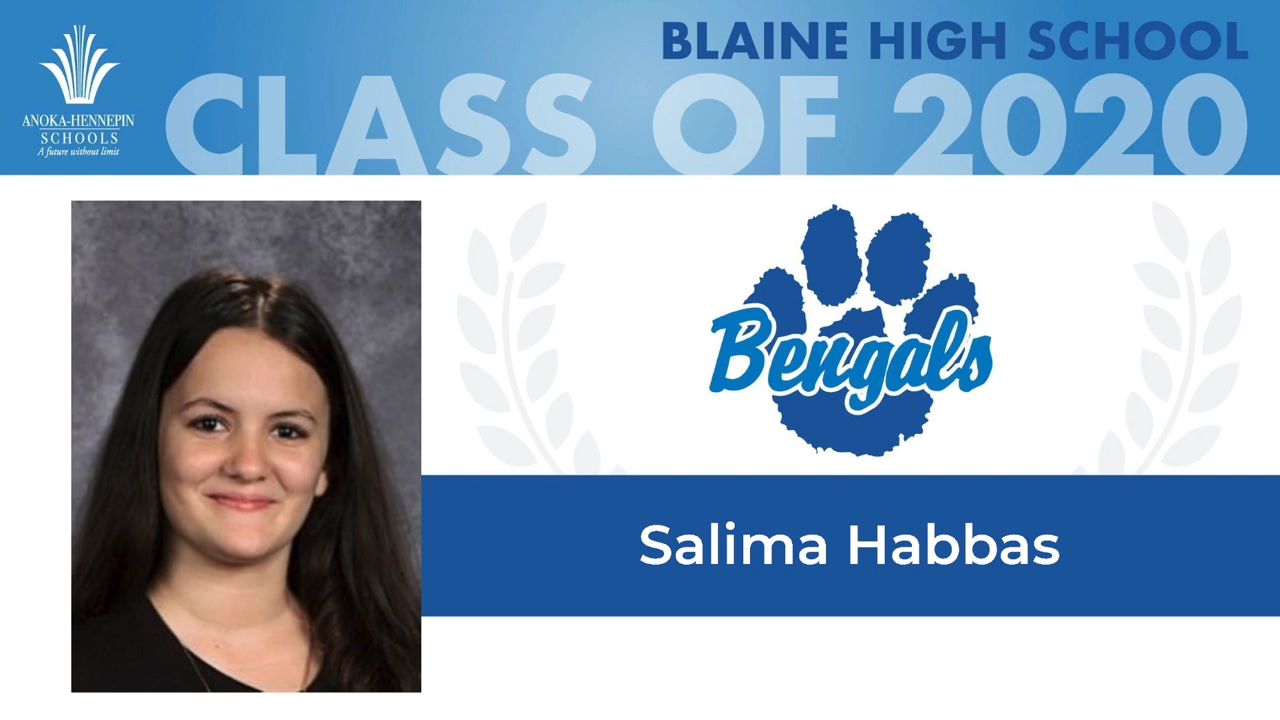 BLAINE HIGH SCHOOL
CLASS OF 2020
ANOKA-HENNEPIN
SCHOOLS
A future without limit
Bengals
Salima Habbas